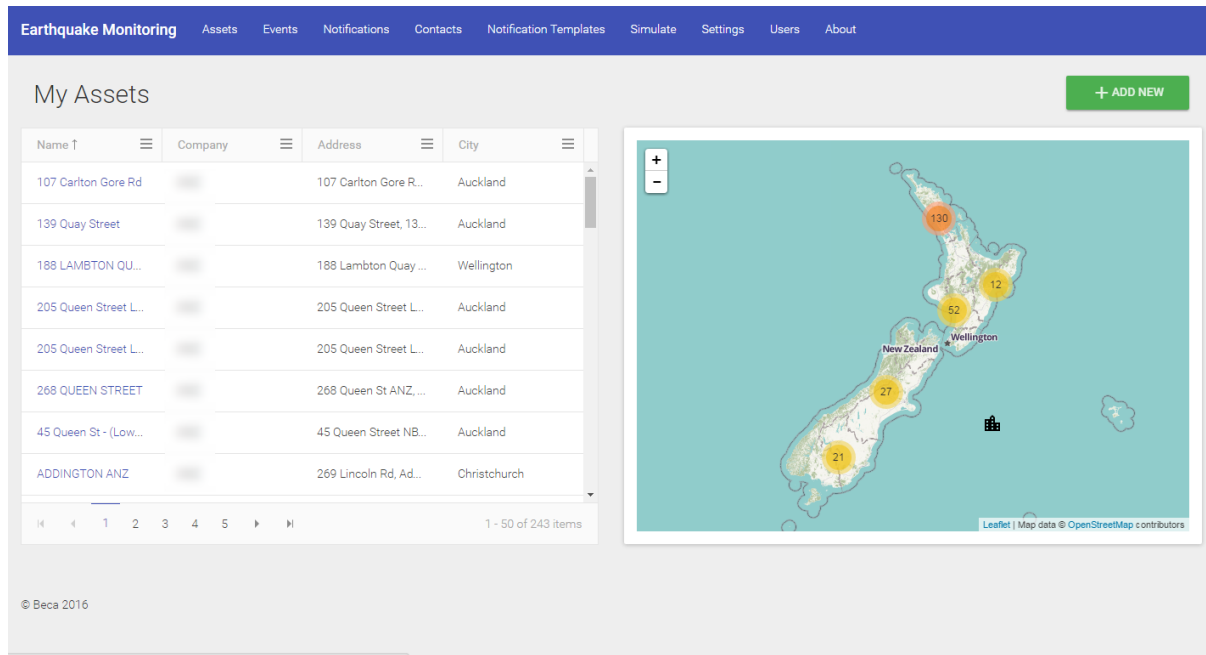 Earthquake Monitoring Assets Events Notifications Contacts Notification Templates Simulate Settings Users About
My Assets
+ ADD NEW
Name ↑ Company Address City
107 Carlton Gore Rd 107 Carlton Gore R... Auckland
139 Quay Street 139 Quay Street, 13... Auckland
188 LAMBTON QU... 188 Lambton Quay ... Wellington
205 Queen Street L... 205 Queen Street L... Auckland
205 Queen Street L... 205 Queen Street L... Auckland
268 QUEEN STREET 268 Queen St ANZ, ... Auckland
45 Queen St - (Low... 45 Queen Street NB... Auckland
ADDINGTON ANZ 269 Lincoln Rd, Ad... Christchurch
1 2 3 4 5 1 - 50 of 243 items
+
-
130
12
52
Wellington
New Zealand
27
21
Leaflet | Map data © OpenStreetMap contributors
© Beca 2016